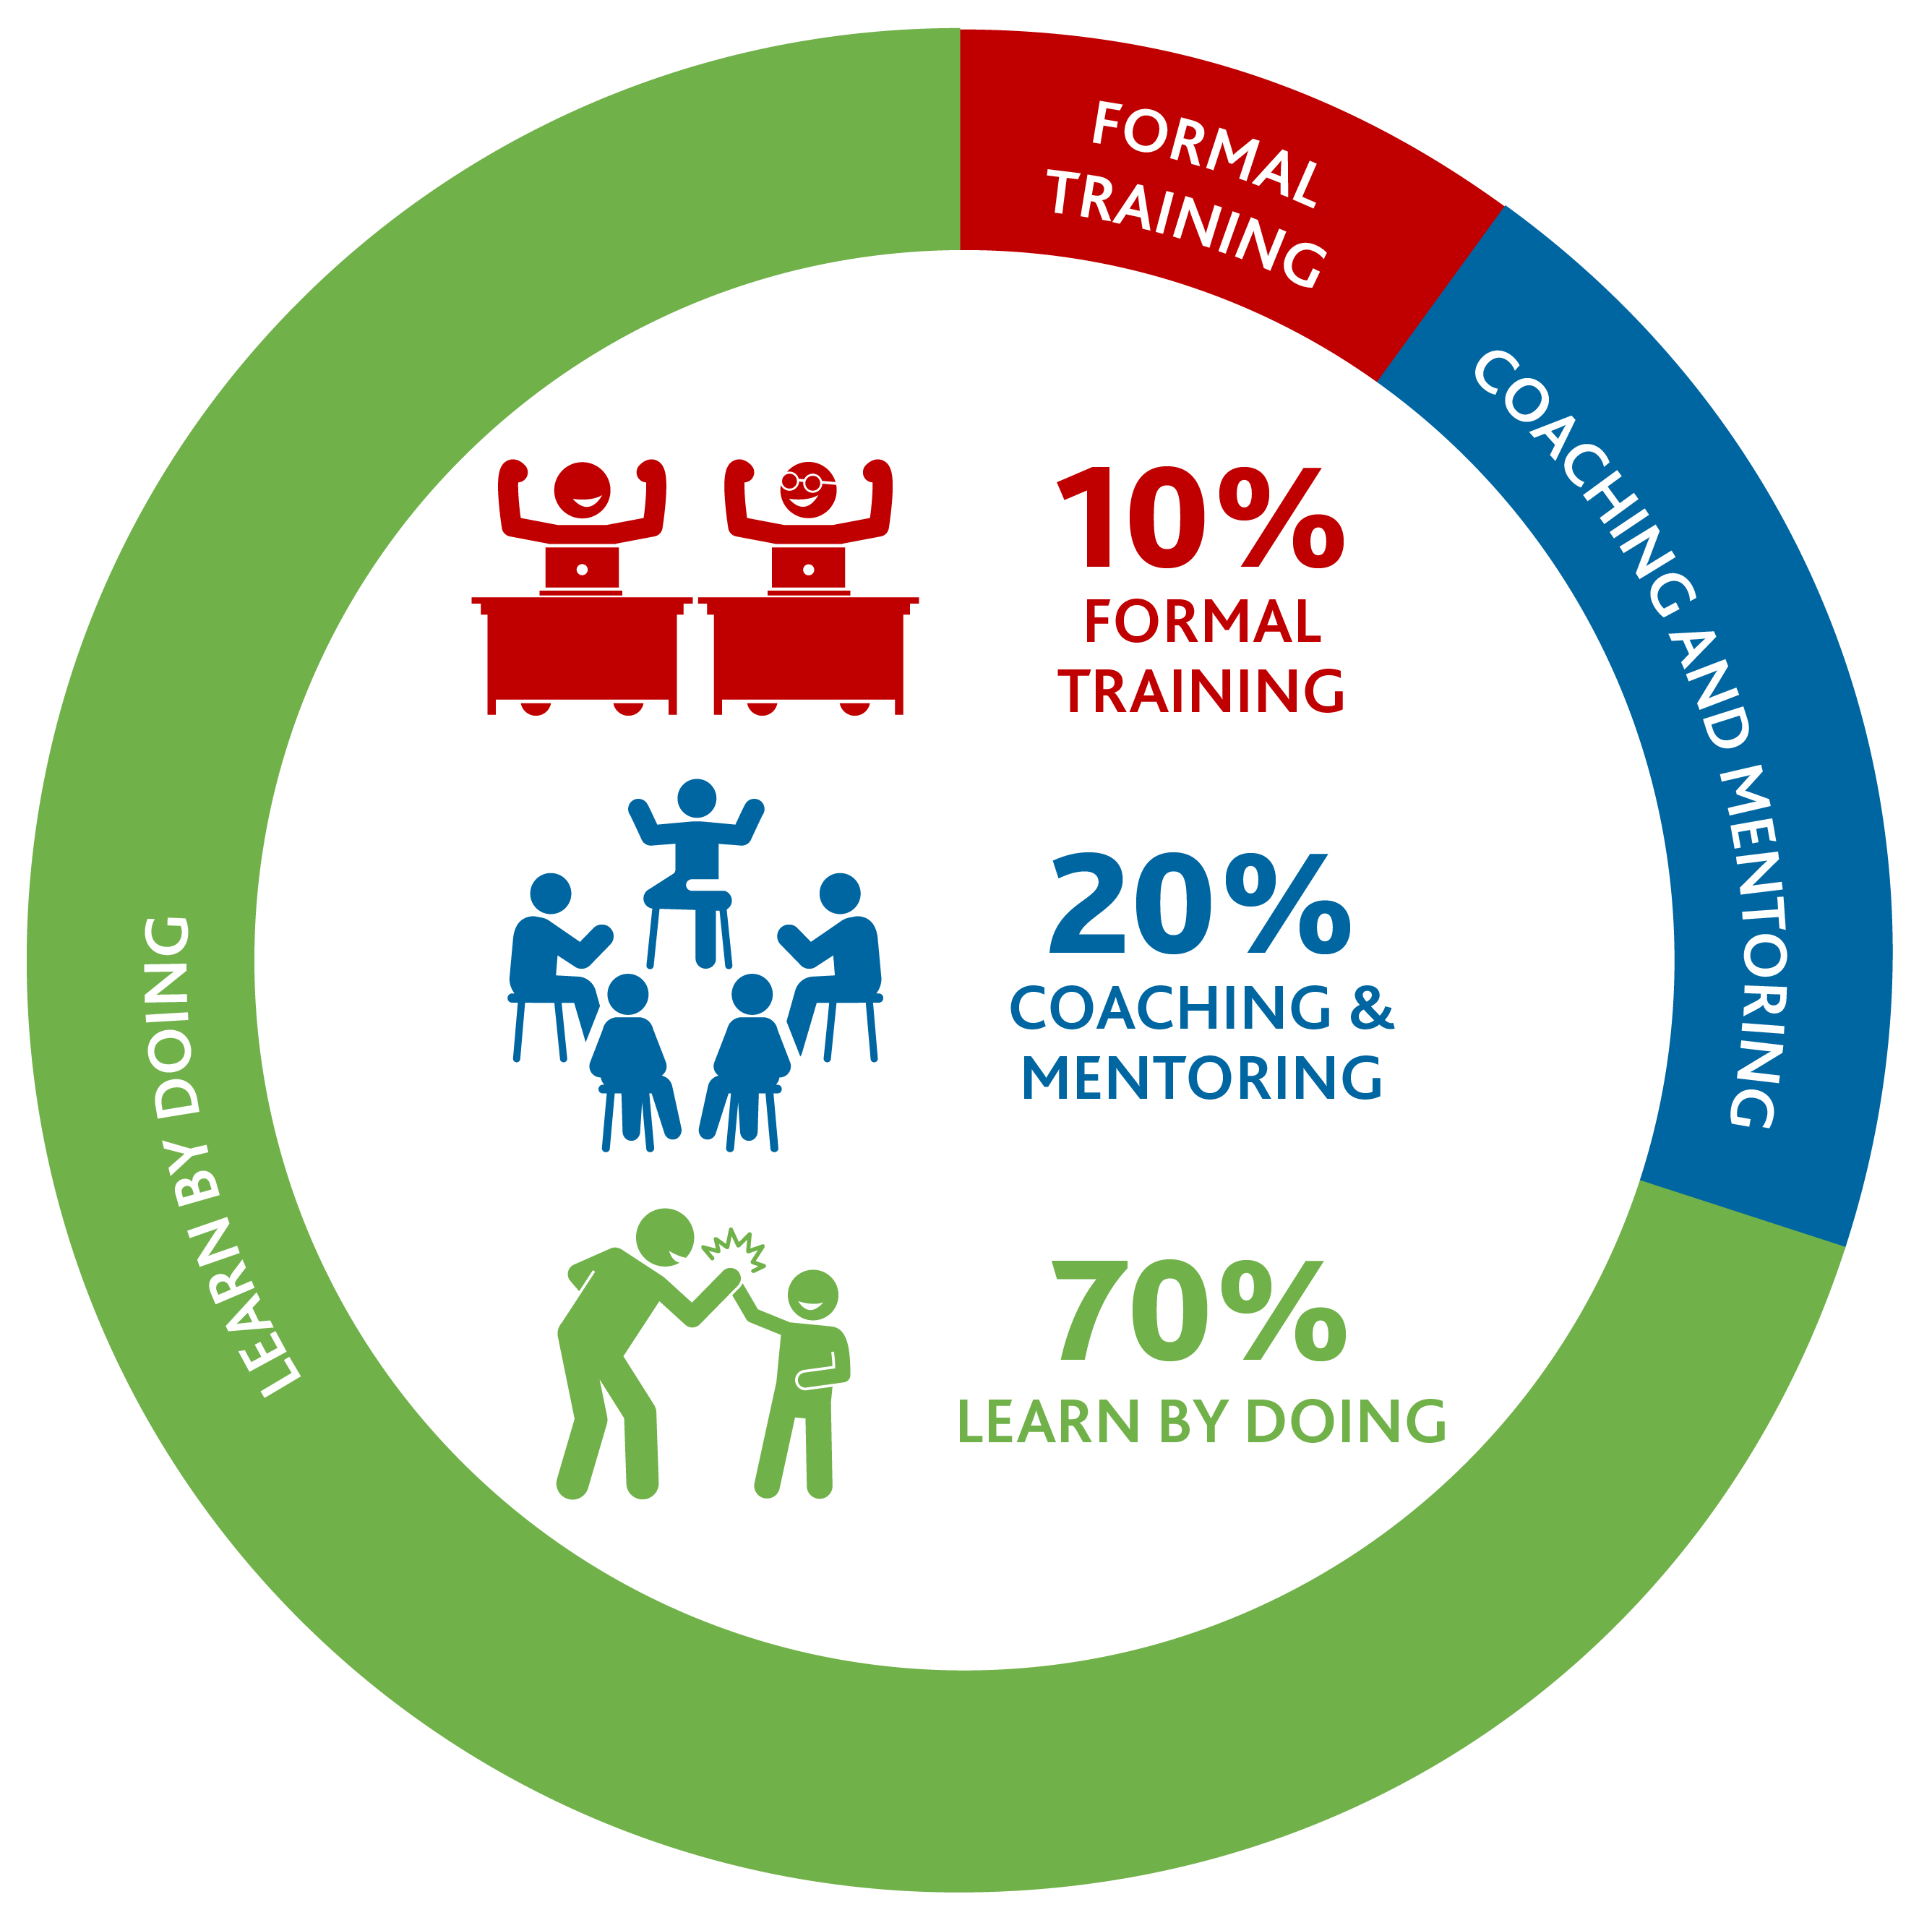 FORMAL
TRAINING
COACHING AND MENTORING
LEARN BY DOING
10%
FORMAL
TRAINING
20%
COACHING &
MENTORING
70%
LEARN BY DOING